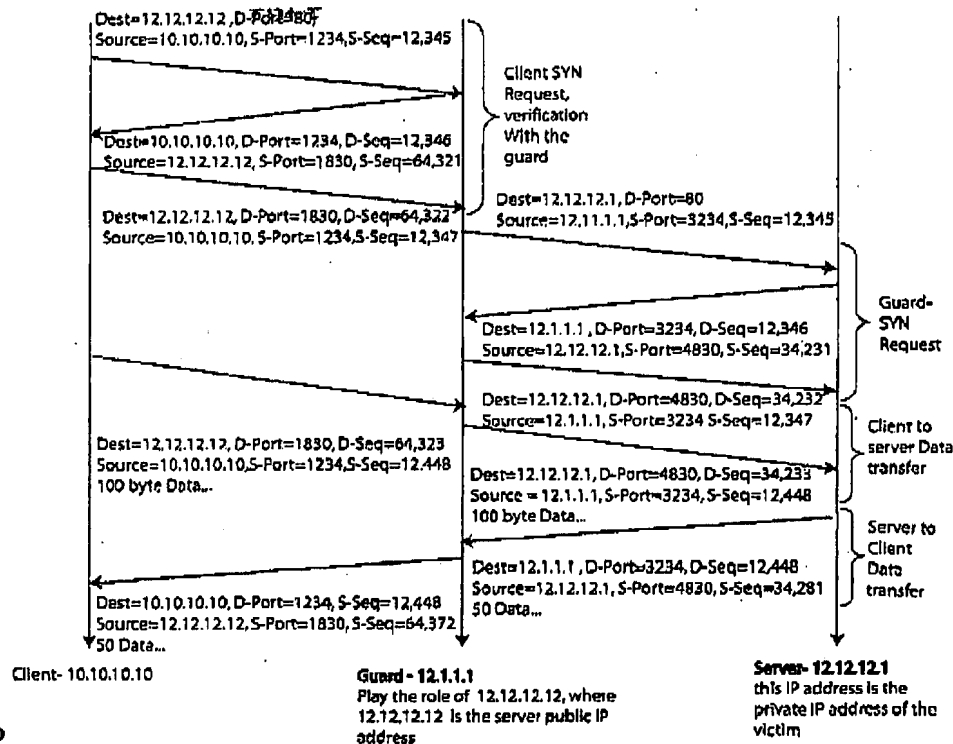 Dest=12.12.12.12 ,D-Port=80,
Source=10.10.10.10, S-Port=1234,S-Seq=12,345
Client SYN
Request,
verification
With the
guard
Dest=10.10.10.10, D-Port=1234, D-Seq=12,346
Source=12.12.12.12, S-Port=1830, S-Seq=64,321
Dest=12.12.12.1, D-Port=80
Source=12.11.1.1, S-Port=3234,S-Seq=12,345
Dest=12.12.12.12, D-Port=1830, D-Seq=64,322
Source=10.10.10.10, S-Port=1234,S-Seq=12,347
Guard-
SYN
Request
Dest=12.1.1.1 , D-Port=3234, D-Seq=12,346
Source=12.12.12.1,S-Port=4830, S-Seq=34,231
Dest=12.12.12.1, D-Port=4830, D-Seq=34,232
Source=12.1.1.1, S-Port=3234 S-Seq=12,347
Client to
server Data
transfer
Dest=12.12.12.12, D-Port=1830, D-Seq=64,323
Source=10.10.10.10,S-Port=1234,S-Seq=12.448
100 byte Data...
Dest=12.12.12.1, D-Port=4830, D-Seq=34,233
Source = 12.1.1.1, S-Port=3234, S-Seq=12,448
100 byte Data...
Server to
Client
Data
transfer
Dest=12.1.1.1 , D-Port=3234, D-Seq=12,448
Source=12.12.12.1, S-Port=4830, S-Seq=34,281
50 Data...
Dest=10.10.10.10, D-Port=1234, S-Seq=12,448
Source=12.12.12.12, S-Port=1830, S-Seq=64,372
50 Data...
Client- 10.10.10.10
Guard - 12.1.1.1
Play the role of 12.12.12.12, where
12.12.12.12 is the server public IP
address
Server- 12.12.12.1
this IP address is the
private IP address of the
victim